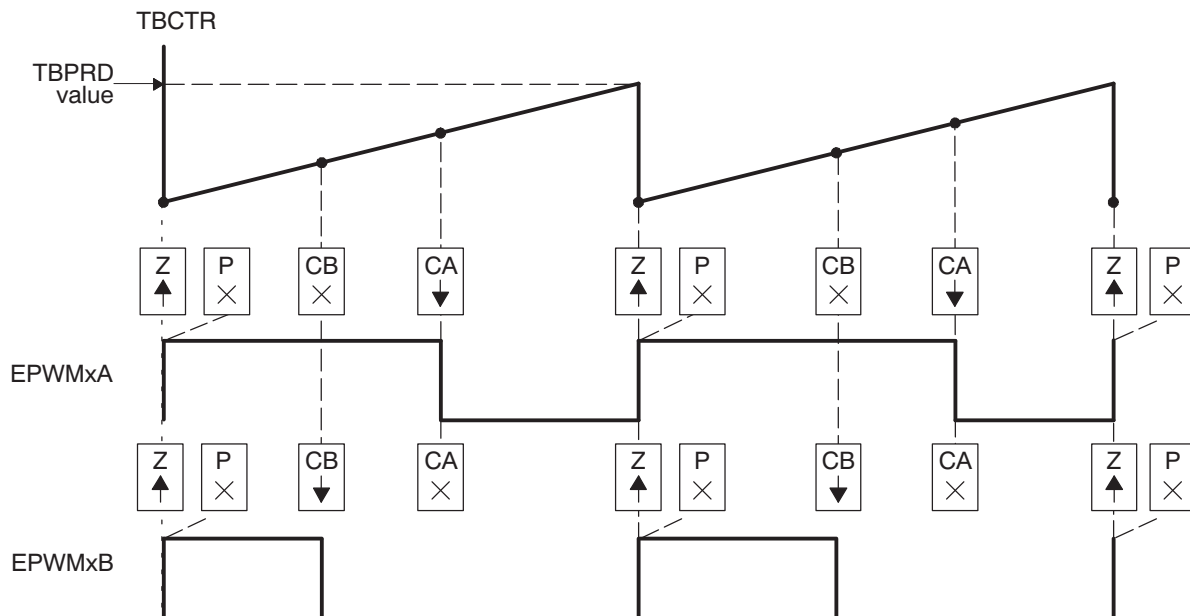 TBCTR
TBPRD
value
Z P CB CA Z P CB CA Z P
EPWMxA
Z P CB CA Z P CB CA Z P
EPWMxB